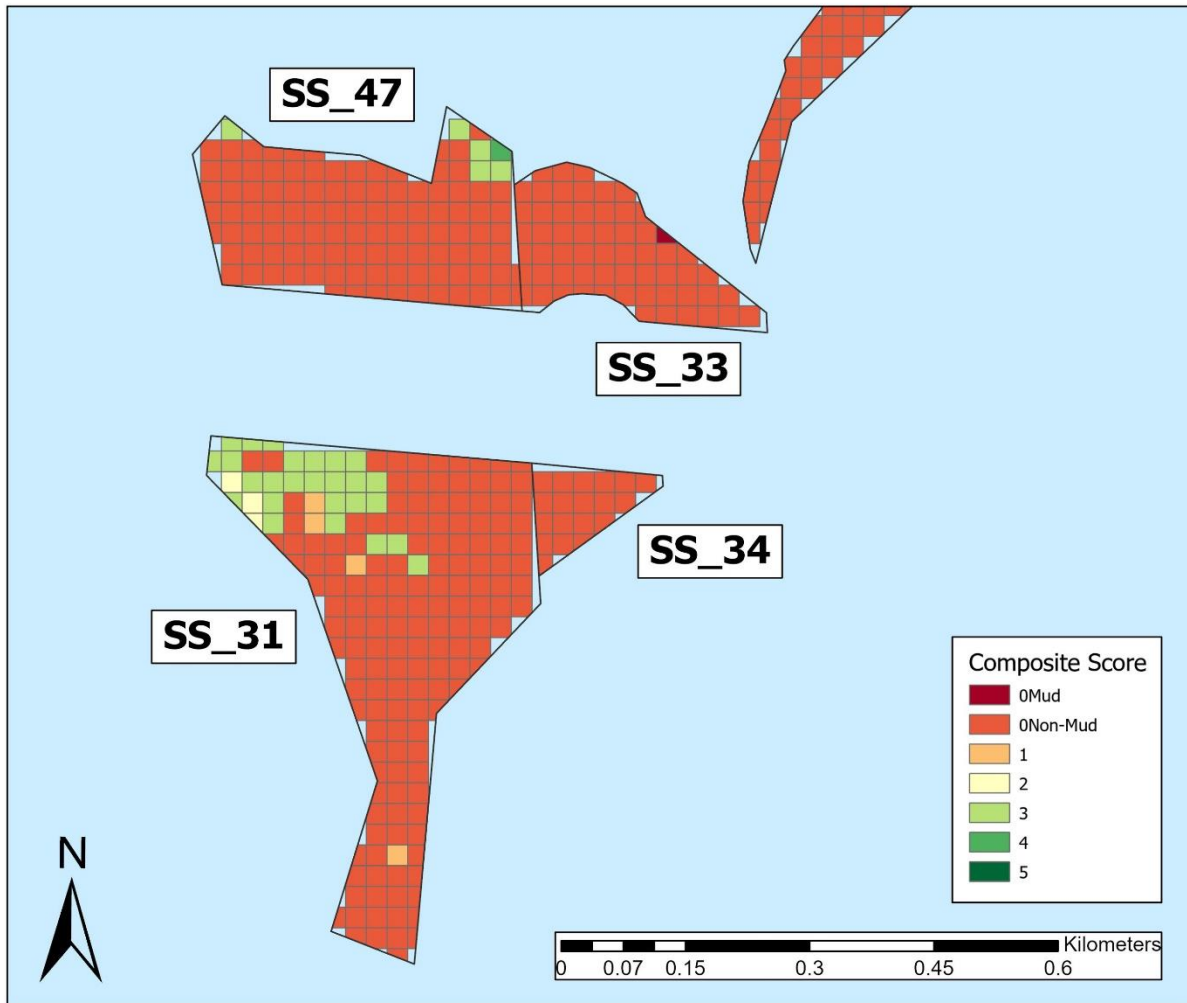 SS_47
SS_33
SS_34
SS_31
Composite Score
0Mud
0Non-Mud
1
2
3
4
5
N
Kilometers
0 0.07 0.15 0.3 0.45 0.6